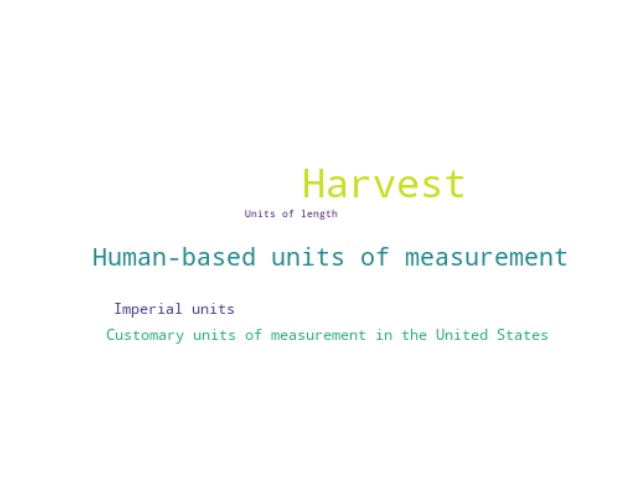 Harvest
Units of length
Human-based units of measurement
Imperial units
Customary units of measurement in the United States